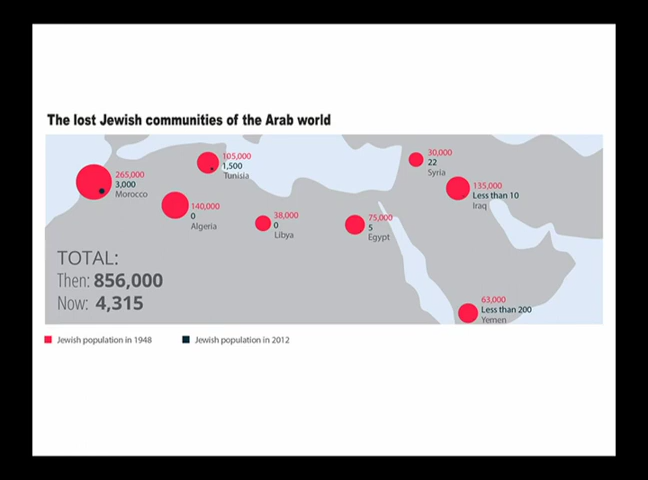 The lost Jewish communities of the Arab world
265,000
3,000
Morocco
105,000
1,500
Tunisia
140,000
0
Algeria
38,000
0
Libya
75,000
5
Egypt
30,000
22
Syria
135,000
Less than 10
Iraq
63,000
Less than 200
Yemen
TOTAL:
Then: 856,000
Now: 4,315
Jewish population in 1948
Jewish population in 2012